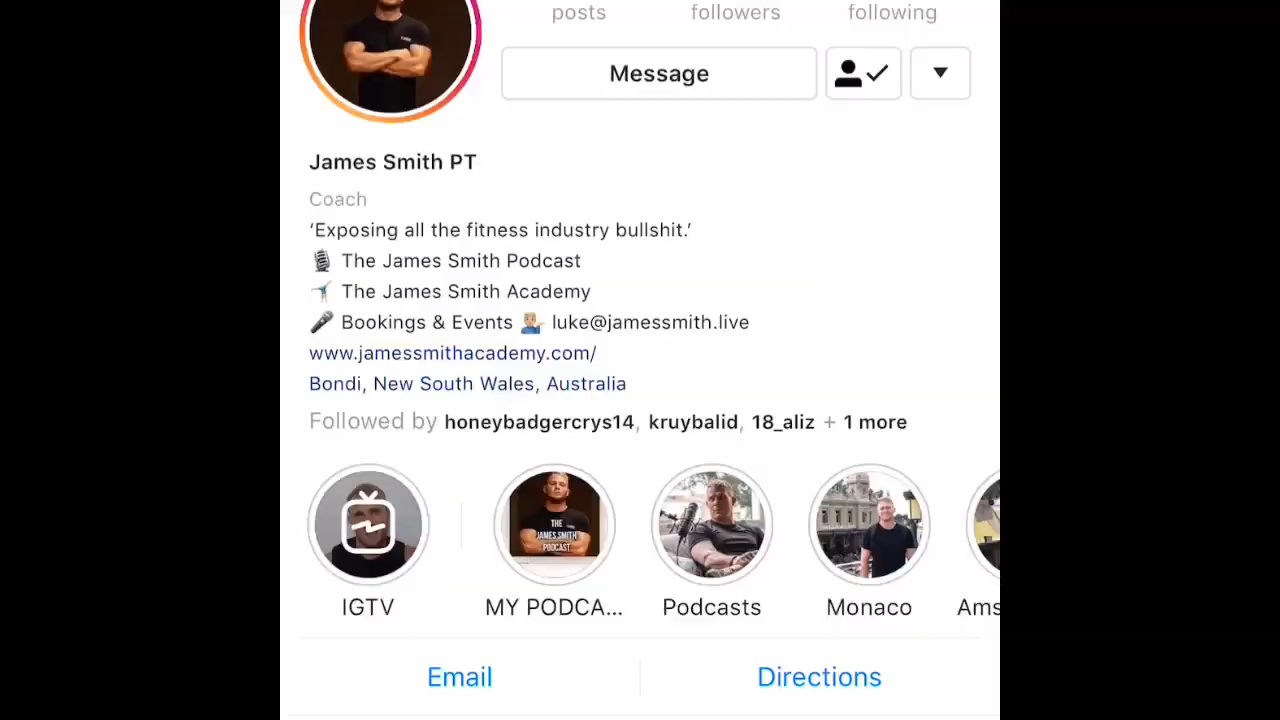 posts followers following
Message
James Smith PT
Coach
‘Exposing all the fitness industry bullshit.’
The James Smith Podcast
The James Smith Academy
Bookings & Events luke@jamessmith.live
www.jamessmithacademy.com/
Bondi, New South Wales, Australia
Followed by honeybadgercrys14, kruybalid, 18_aliz + 1 more
THE
JAMES SMITH
PODCAST
IGTV MY PODCA... Podcasts Monaco Ams
Email Directions